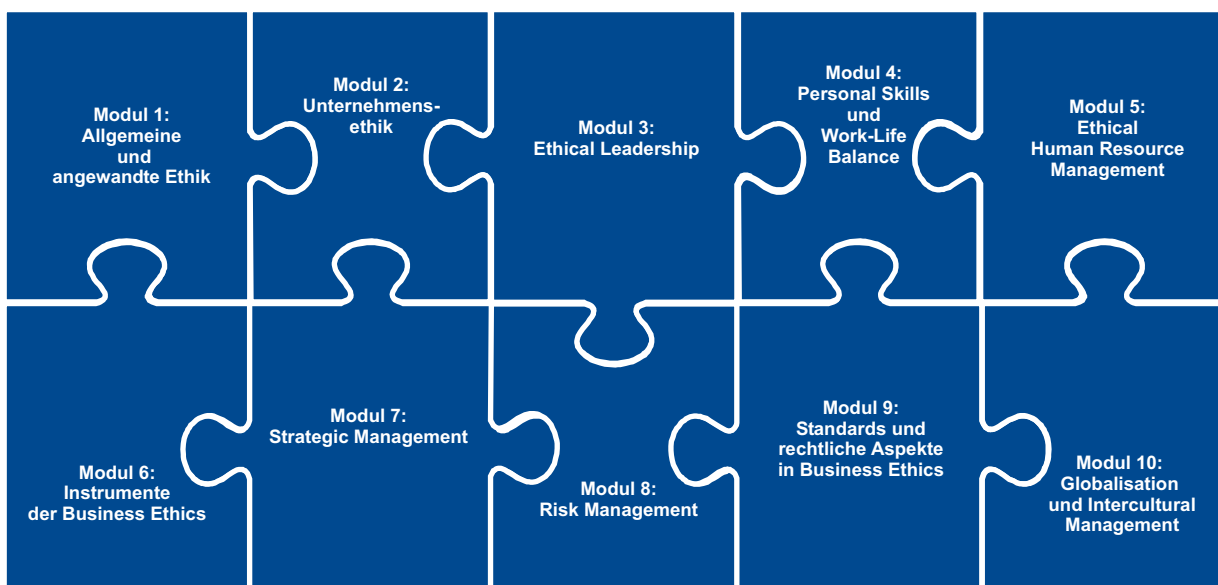 Modul 1:
Allgemeine
und
angewandte Ethik
Modul 2:
Unternehmens-
ethik
Modul 3:
Ethical Leadership
Modul 4:
Personal Skills
und
Work-Life
Balance
Modul 5:
Ethical
Human Resource
Management
Modul 6:
Instrumente
der Business Ethics
Modul 7:
Strategic Management
Modul 8:
Risk Management
Modul 9:
Standards und
rechtliche Aspekte
in Business Ethics
Modul 10:
Globalisation
und Intercultural
Management